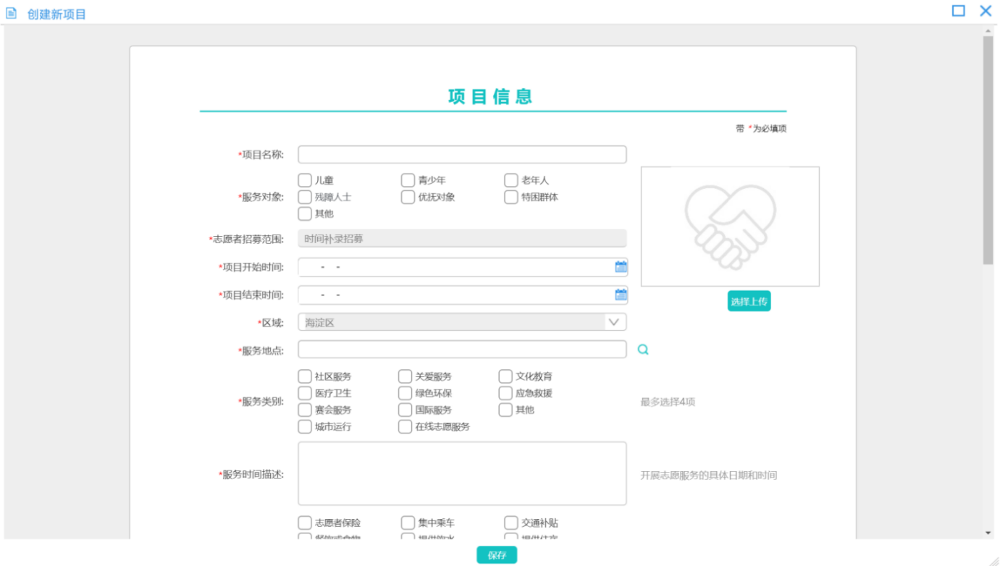 创建新项目
项目信息
带 *为必填项
*项目名称:
儿童 青少年 老年人
*服务对象: 残障人士 优抚对象 特困群体
其他
*志愿者招募范围: 时间补录招募
*项目开始时间: - -
*项目结束时间: - -
选择上传
*区域: 海淀区
*服务地点:
社区服务 关爱服务 文化教育
医疗卫生 绿色环保 应急救援
*服务类别: 最多选择4项
赛会服务 国际服务 其他
城市运行 在线志愿服务
*服务时间描述: 开展志愿服务的具体日期和时间
志愿者保险 集中乘车 交通补贴
保存